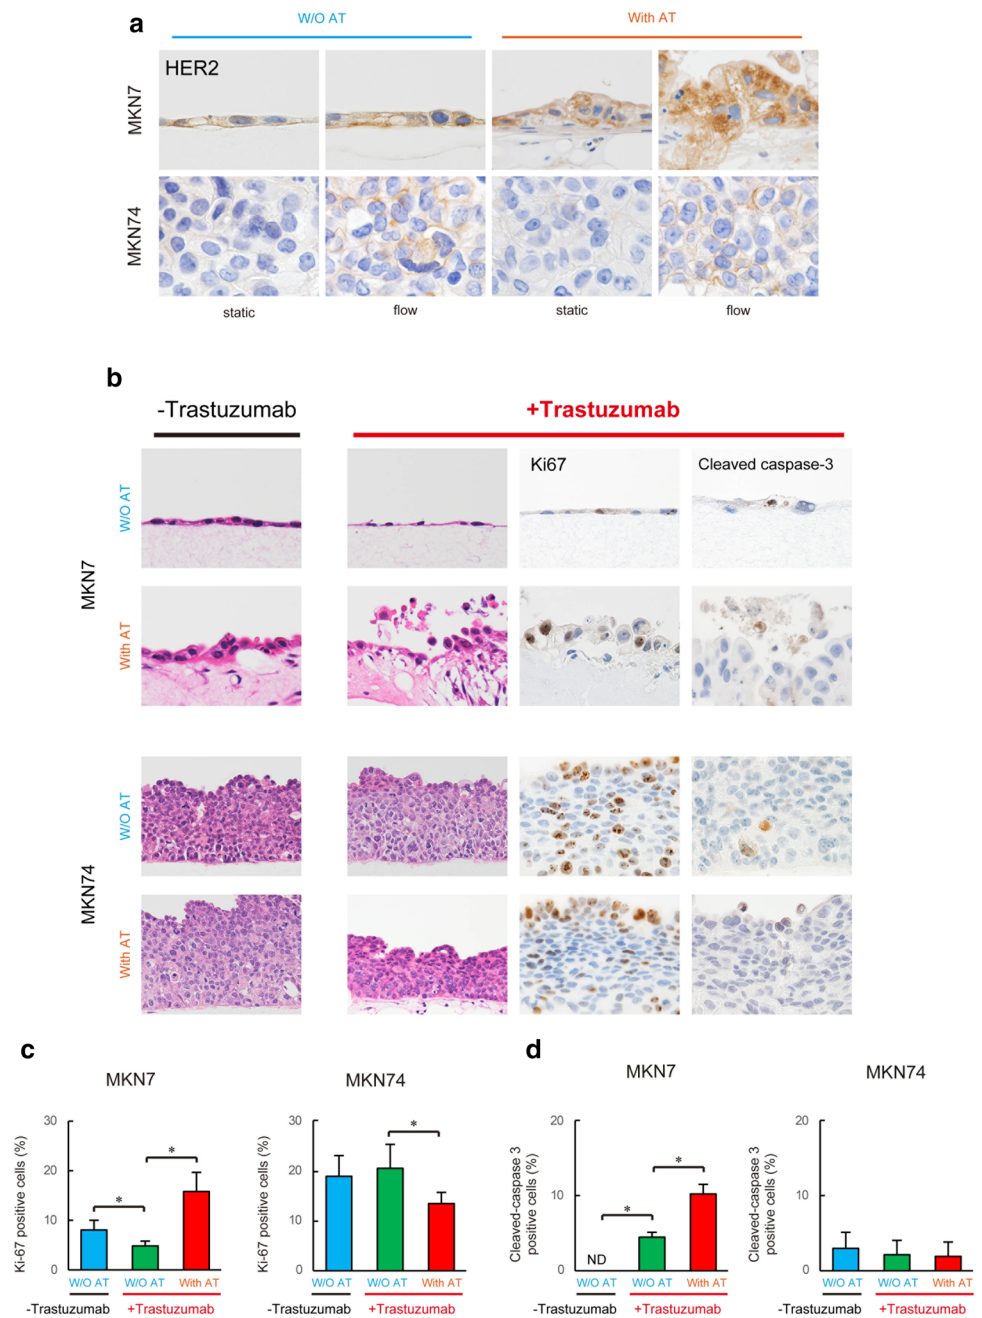 a
W/O AT
With AT
MKN7
HER2
MKN74
static
flow
static
flow
b
-Trastuzumab
+Trastuzumab
MKN7
W/O AT
Ki67
Cleaved caspase-3
With AT
MKN74
W/O AT
With AT
c
MKN7
Ki-67 positive cells (%)
30
20
10
0
*
*
W/O AT
W/O AT
With AT
-Trastuzumab
+Trastuzumab
MKN74
Ki-67 positive cells (%)
30
20
10
0
*
W/O AT
W/O AT
With AT
-Trastuzumab
+Trastuzumab
d
MKN7
Cleaved-caspase 3
positive cells (%)
20
10
0
*
*
ND
W/O AT
W/O AT
With AT
-Trastuzumab
+Trastuzumab
MKN74
Cleaved-caspase 3
positive cells (%)
20
10
0
W/O AT
W/O AT
With AT
-Trastuzumab
+Trastuzumab